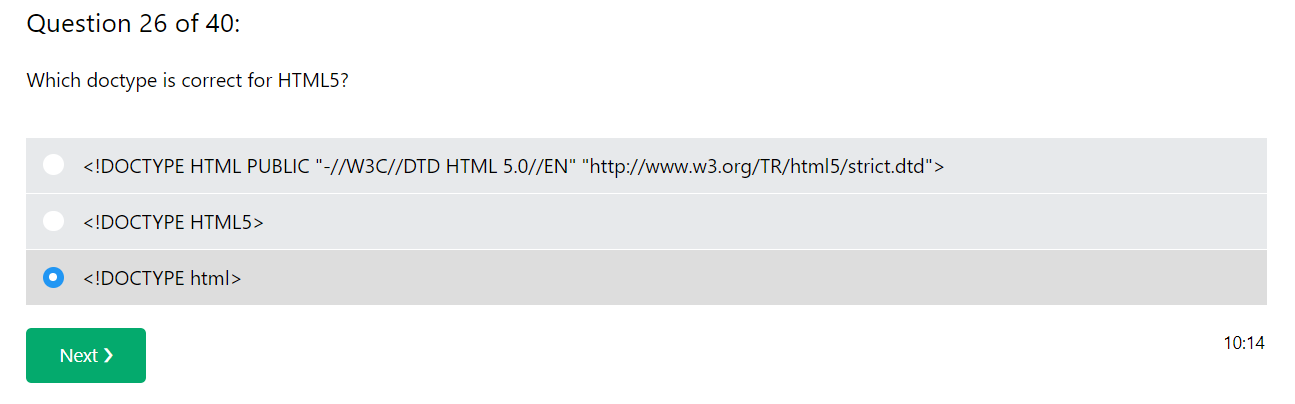 Question 26 of 40:
Which doctype is correct for HTML5?
<!DOCTYPE HTML PUBLIC "-//W3C//DTD HTML 5.0//EN" "http://www.w3.org/TR/html5/strict.dtd">
<!DOCTYPE HTML5>
<!DOCTYPE html>
Next ❯
10:14